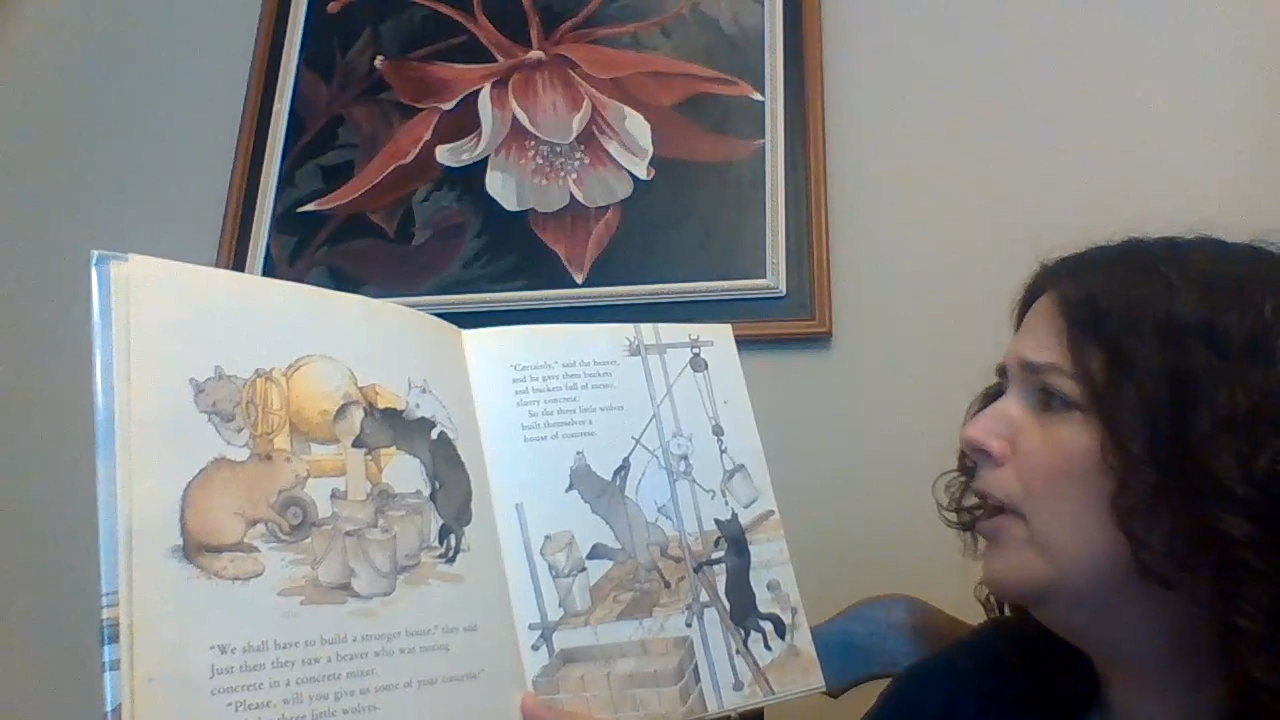 "We shall have to build a stronger house," they said.
Just then they saw a beaver who was mixing
concrete in a concrete mixer.
"Please, will you give us some of your concrete?"
three little wolves.
"Certainly," said the beaver,
and he gave them buckets
and buckets full of messy,
slurry concrete.
So the three little wolves
built themselves a
house of concrete.